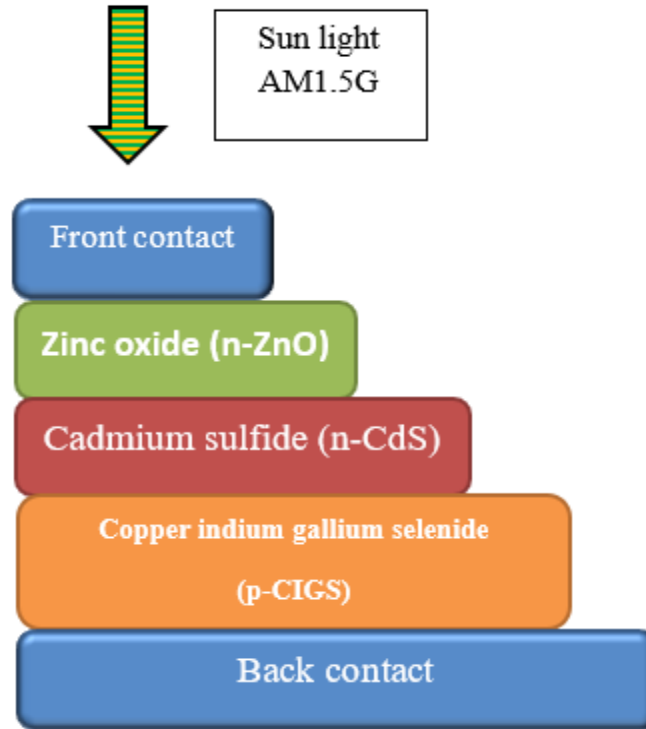 Sun light
AM1.5G
Front contact
Zinc oxide (n-ZnO)
Cadmium sulfide (n-CdS)
Copper indium gallium selenide
(p-CIGS)
Back contact